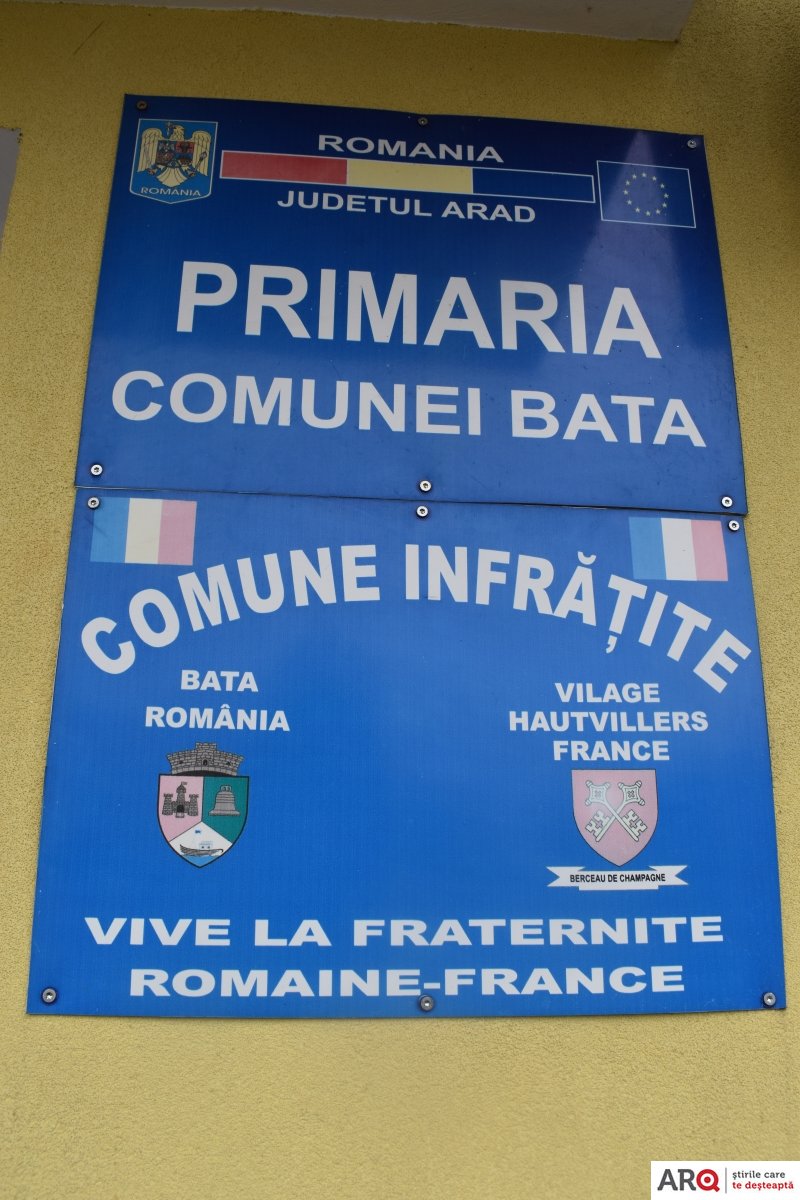 ROMANIA
ROMANIA
JUDETUL ARAD
PRIMARIA
COMUNEI BATA
COMUNE INFRĂȚITE
BATA
ROMÂNIA
VILAGE
HAUTVILLERS
FRANCE
BERCEAU DE CHAMPAGNE
VIVE LA FRATERNITE
ROMAINE-FRANCE
ARQ
știrile care
te deșteaptă